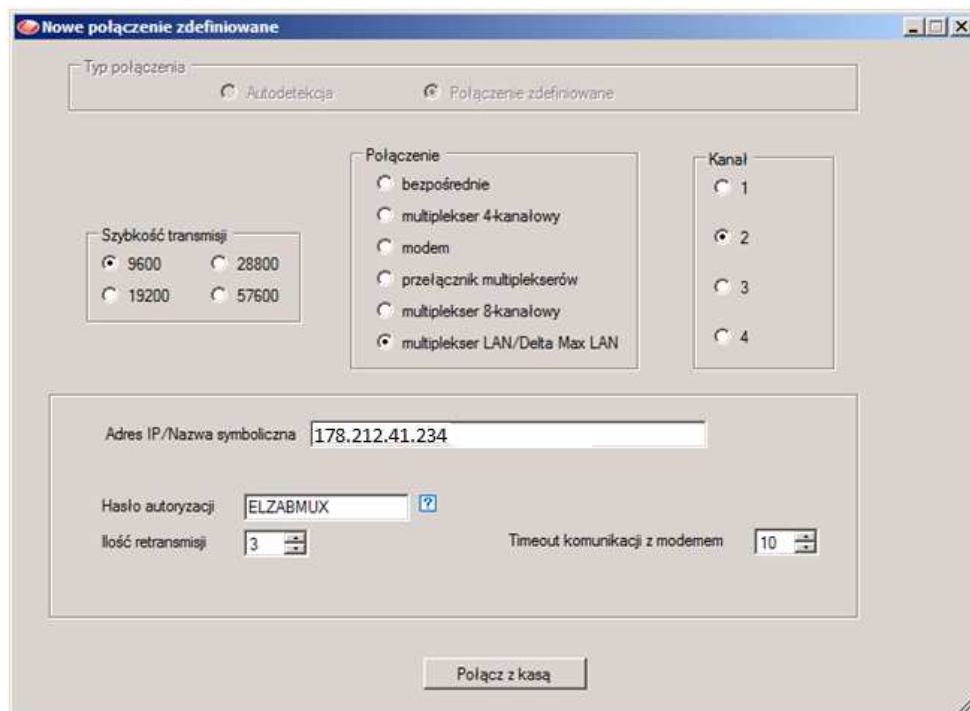 Nowe połączenie zdefiniowane
Typ połączenia
Autodetekcja
Połączenie zdefiniowane
Połączenie
bezpośrednie
multiplekser 4-kanałowy
modem
przełącznik multiplekserów
multiplekser 8-kanałowy
multiplekser LAN/Delta Max LAN
Kanał
1
2
3
4
Szybkość transmisji
9600
28800
19200
57600
Adres IP/Nazwa symboliczna
178.212.41.234
Hasło autoryzacji
ELZABMUX
?
Ilość retransmisji
3
Timeout komunikacji z modemem
10
Połącz z kasą